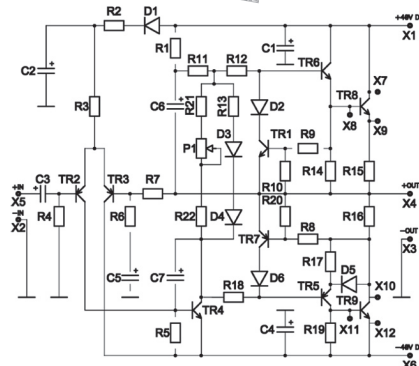 D1
R2
+48V D
X1
R1
R11
R12
C1
TR6
C2
X7
R3
R21
R13
D2
TR8
C6
X8
X9
P1
D3
TR1
R9
C3
TR2
TR3
R7
R10
R14
R15
+IN
X5
+OUT
X4
−IN
X2
R4
R6
R22
D4
R20
R16
TR7
R8
−OUT
X3
R17
D5
C5
C7
D6
R18
TR5
X10
TR4
TR9
R5
C4
R19
X11
X12
−48V D
X6